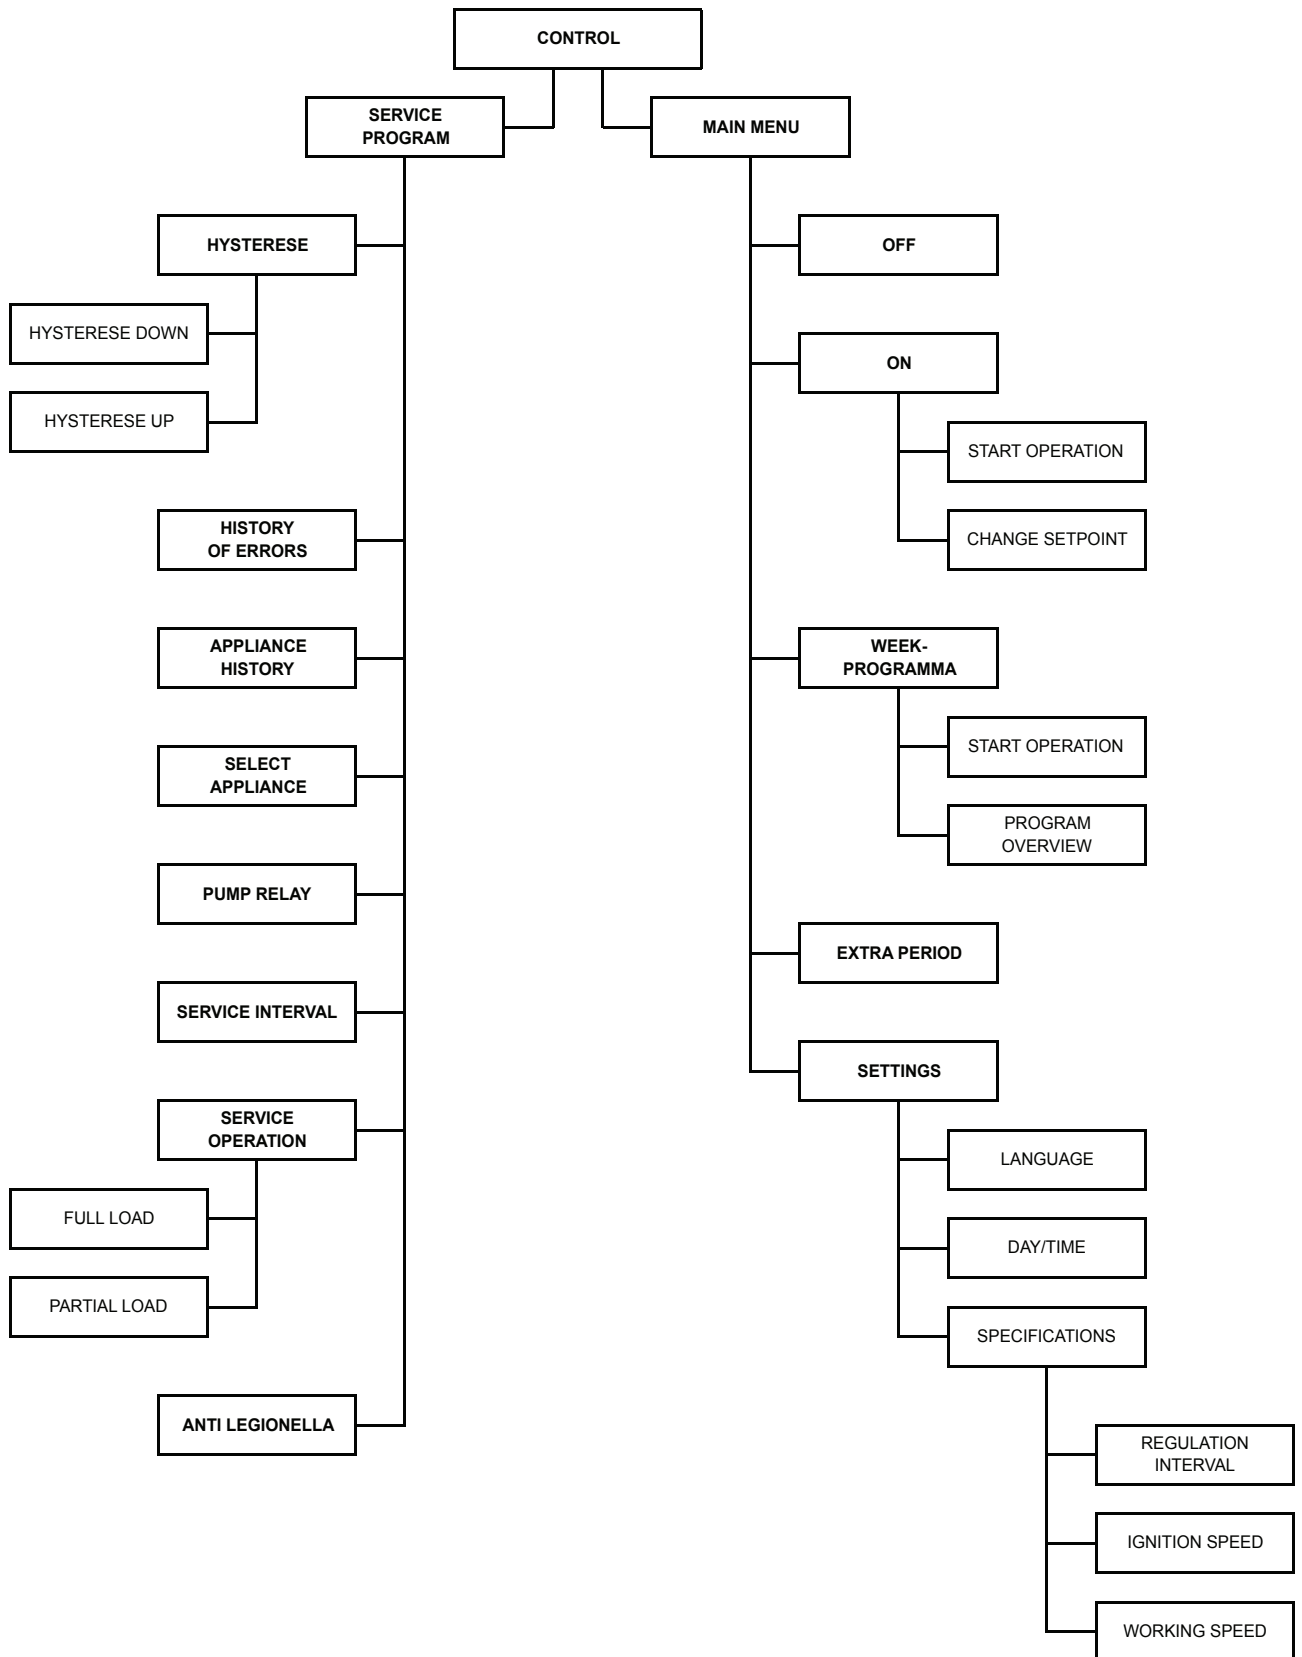 CONTROL
SERVICE
PROGRAM
MAIN MENU
HYSTERESE
HYSTERESE DOWN
HYSTERESE UP
HISTORY
OF ERRORS
APPLIANCE
HISTORY
SELECT
APPLIANCE
PUMP RELAY
SERVICE INTERVAL
SERVICE
OPERATION
FULL LOAD
PARTIAL LOAD
ANTI LEGIONELLA
OFF
ON
START OPERATION
CHANGE SETPOINT
WEEK-
PROGRAMMA
START OPERATION
PROGRAM
OVERVIEW
EXTRA PERIOD
SETTINGS
LANGUAGE
DAY/TIME
SPECIFICATIONS
REGULATION
INTERVAL
IGNITION SPEED
WORKING SPEED